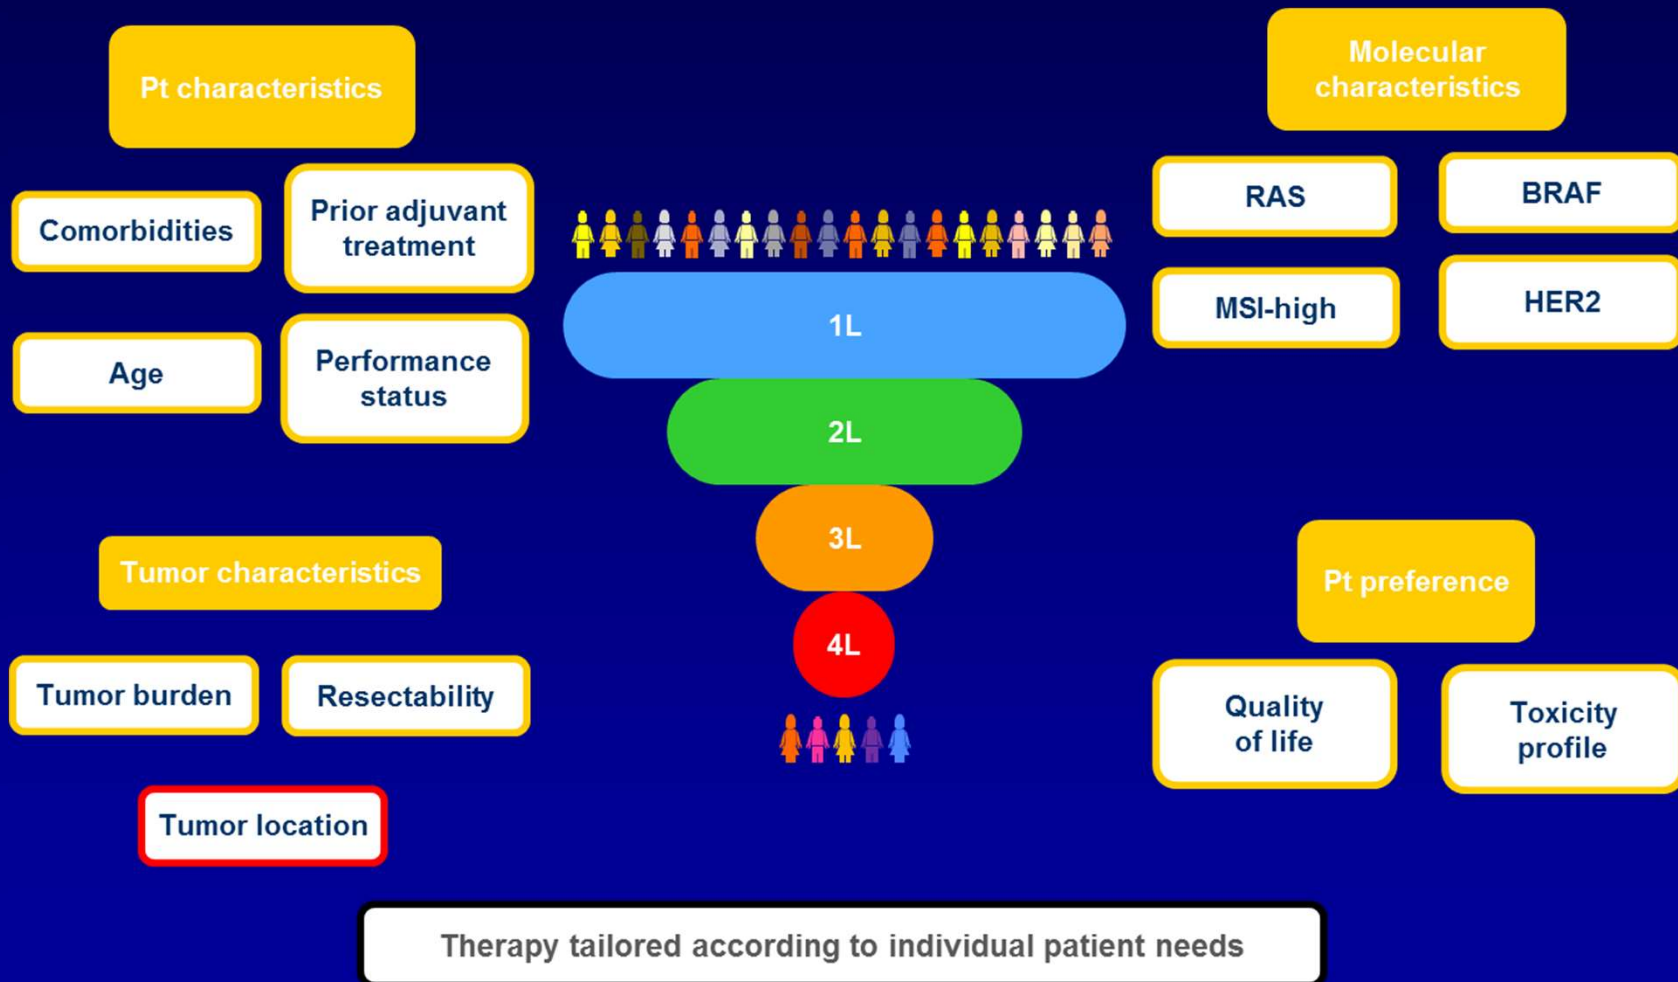 Pt characteristics
Comorbidities
Prior adjuvant
treatment
Age
Performance
status
Tumor characteristics
Tumor burden
Resectability
Tumor location
1L
2L
3L
4L
Molecular
characteristics
RAS
BRAF
MSI-high
HER2
Pt preference
Quality
of life
Toxicity
profile
Therapy tailored according to individual patient needs